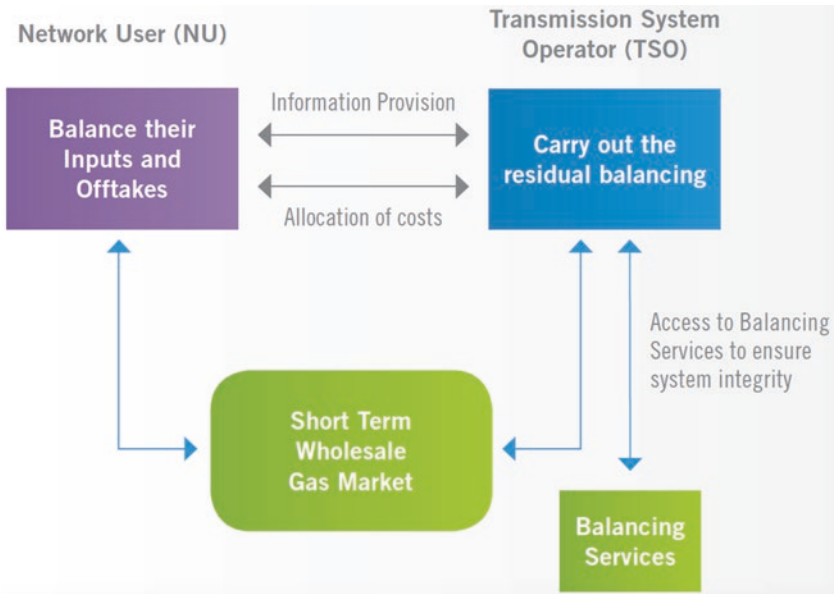 Network User (NU)
Transmission System
Operator (TSO)
Balance their
Inputs and
Offtakes
Information Provision
Allocation of costs
Carry out the
residual balancing
Access to Balancing
Services to ensure
system integrity
Short Term
Wholesale
Gas Market
Balancing
Services